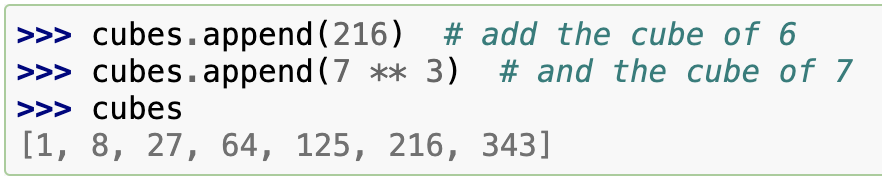 >>> cubes.append(216)  # add the cube of 6
>>> cubes.append(7 ** 3)  # and the cube of 7
>>> cubes
[1, 8, 27, 64, 125, 216, 343]